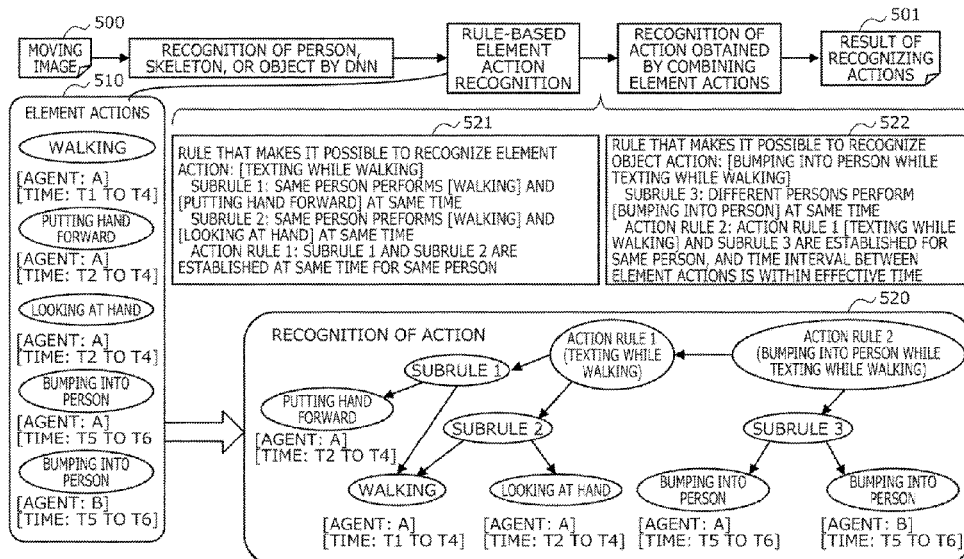 500
MOVING
IMAGE
RECOGNITION OF PERSON,
SKELETON, OR OBJECT BY DNN
RULE-BASED
ELEMENT
ACTION
RECOGNITION
RECOGNITION OF
ACTION OBTAINED
BY COMBINING
ELEMENT ACTIONS
501
RESULT OF
RECOGNIZING
ACTIONS
510
ELEMENT ACTIONS
WALKING
[AGENT: A]
[TIME: T1 TO T4]
PUTTING HAND
FORWARD
[AGENT: A]
[TIME: T2 TO T4]
LOOKING AT HAND
[AGENT: A]
[TIME: T2 TO T4]
BUMPING INTO
PERSON
[AGENT: A]
[TIME: T5 TO T6
BUMPING INTO
PERSON
[AGENT: B]
[TIME: T5 TO T6]
521
RULE THAT MAKES IT POSSIBLE TO RECOGNIZE ELEMENT
ACTION: [TEXTING WHILE WALKING]
SUBRULE 1: SAME PERSON PERFORMS [WALKING] AND
[PUTTING HAND FORWARD] AT SAME TIME
SUBRULE 2: SAME PERSON PREFORMS [WALKING] AND
[LOOKING AT HAND] AT SAME TIME
ACTION RULE 1: SUBRULE 1 AND SUBRULE 2 ARE
ESTABLISHED AT SAME TIME FOR SAME PERSON
522
RULE THAT MAKES IT POSSIBLE TO RECOGNIZE
OBJECT ACTION: [BUMPING INTO PERSON WHILE
TEXTING WHILE WALKING]
SUBRULE 3: DIFFERENT PERSONS PERFORM
[BUMPING INTO PERSON] AT SAME TIME
ACTION RULE 2: ACTION RULE 1 [TEXTING WHILE
WALKING] AND SUBRULE 3 ARE ESTABLISHED FOR
SAME PERSON, AND TIME INTERVAL BETWEEN
ELEMENT ACTIONS IS WITHIN EFFECTIVE TIME
520
RECOGNITION OF ACTION
ACTION RULE 1
(TEXTING WHILE
WALKING)
ACTION RULE 2
(BUMPING INTO PERSON WHILE
TEXTING WHILE WALKING)
SUBRULE 1
PUTTING HAND
FORWARD
[AGENT: A]
[TIME: T2 TO T4]
SUBRULE 2
SUBRULE 3
WALKING
[AGENT: A]
[TIME: T1 TO T4]
LOOKING AT HAND
[AGENT: A]
[TIME: T2 TO T4]
BUMPING INTO
PERSON
[AGENT: A]
[TIME: T5 TO T6]
BUMPING INTO
PERSON
[AGENT: B]
[TIME: T5 TO T6]